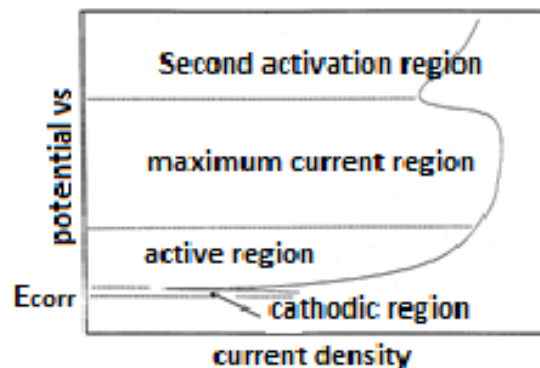 Second activation region
maximum current region
active region
cathodic region
Ecorr
potential vs
current density